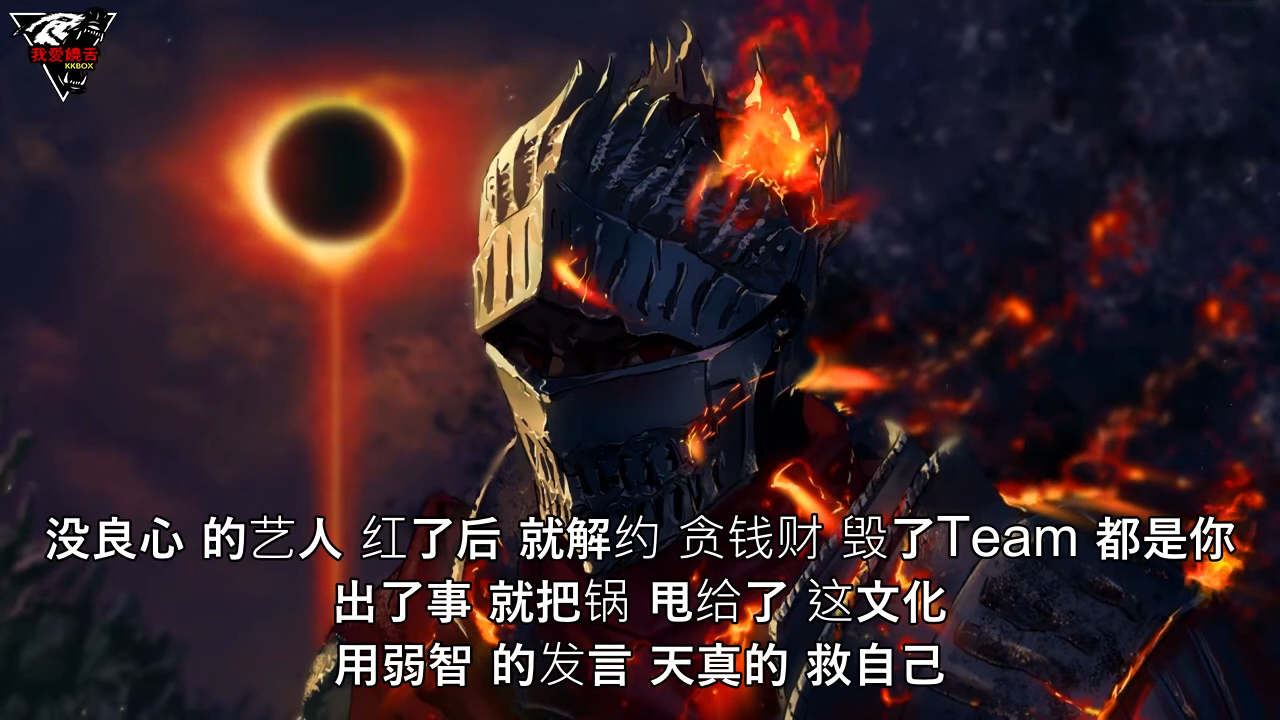 我愛饒舌
KKBOX
没良心 的艺人 红了后 就解约 贪钱财 毁了Team 都是你
出了事 就把锅 甩给了 这文化
用弱智 的发言 天真的 救自己